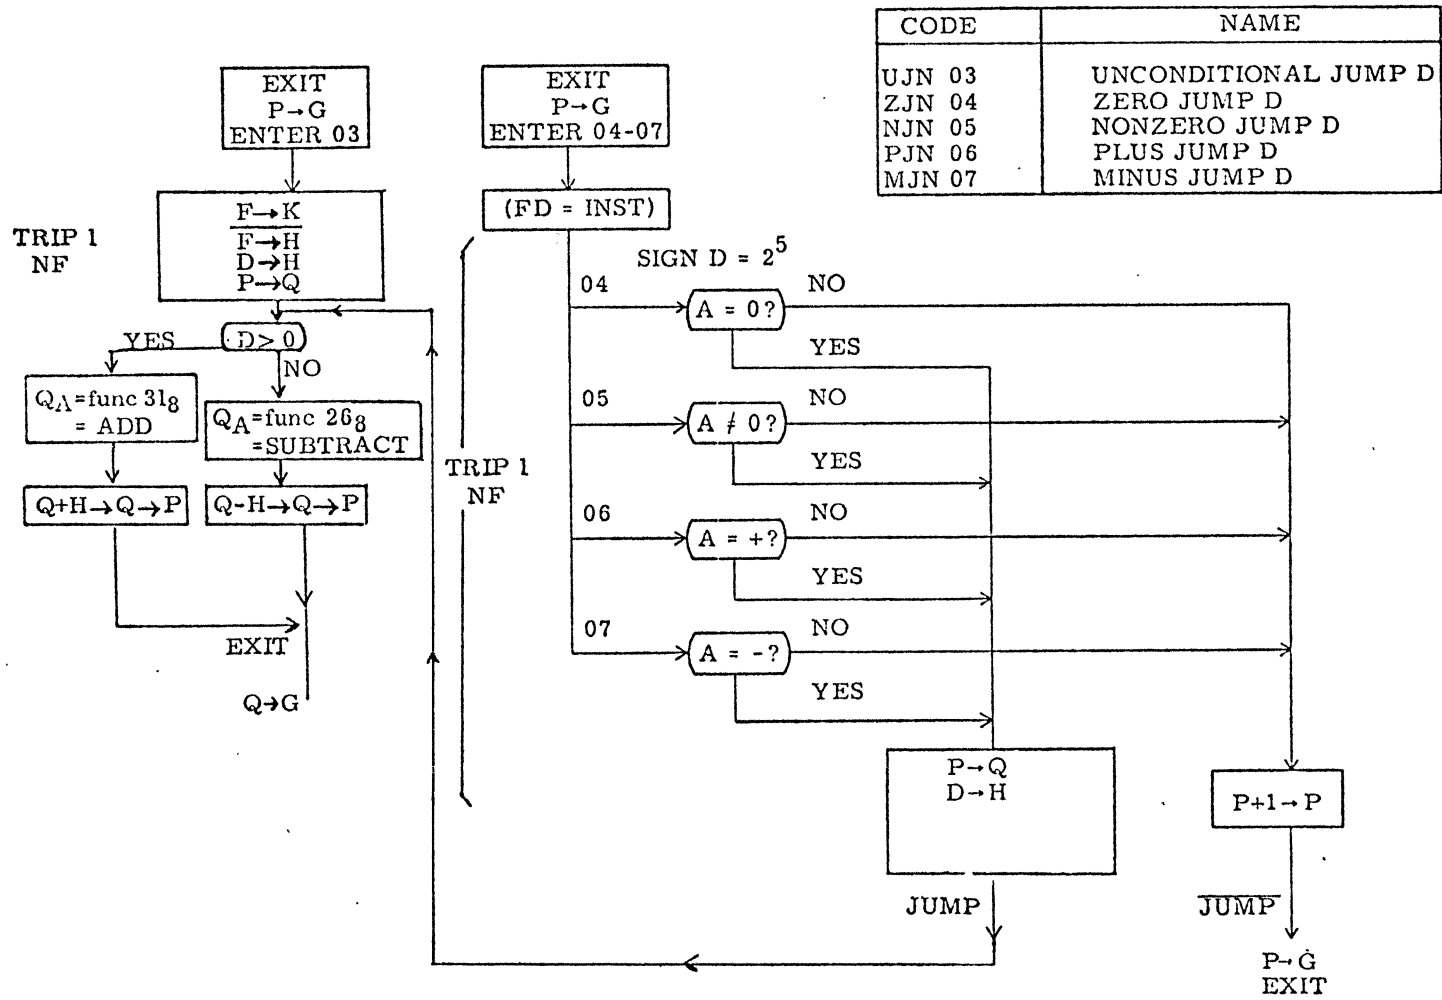 CODE NAME
UJN 03 UNCONDITIONAL JUMP D
ZJN 04 ZERO JUMP D
NJN 05 NONZERO JUMP D
PJN 06 PLUS JUMP D
MJN 07 MINUS JUMP D
EXIT
P→G
ENTER 03
TRIP 1
NF
F→K
F→H
D→H
P→Q
D > 0
YES
NO
QA=func 31₈
= ADD
QA=func 26₈
=SUBTRACT
Q+H→Q→P
Q-H→Q→P
EXIT
Q→G
EXIT
P→G
ENTER 04-07
(FD = INST)
TRIP 1
NF
SIGN D = 2⁵
04
A = 0?
NO
YES
05
A ≠ 0?
NO
YES
06
A = +?
NO
YES
07
A = -?
NO
YES
P→Q
D→H
JUMP
P+1→P
J̅U̅M̅P̅
P→G
EXIT